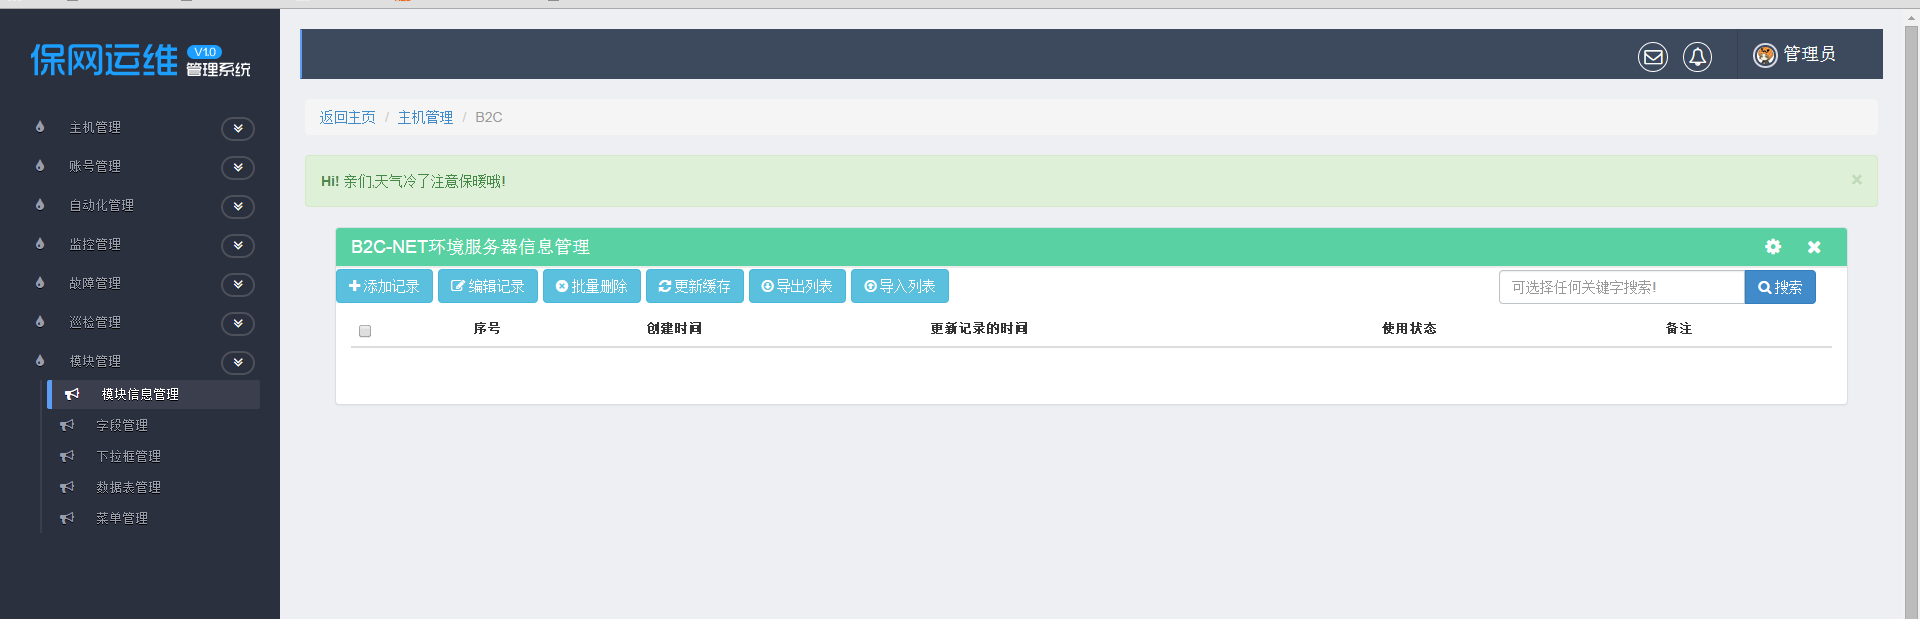 保网运维 V1.0 管理系统
管理员
主机管理
账号管理
自动化管理
监控管理
故障管理
巡检管理
模块管理
模块信息管理
字段管理
下拉框管理
数据表管理
菜单管理
返回主页 / 主机管理 / B2C
Hi! 亲们,天气冷了注意保暖哦! ×
B2C-NET环境服务器信息管理
添加记录 编辑记录 批量删除 更新缓存 导出列表 导入列表 可选择任何关键字搜索! 搜索
序号 创建时间 更新记录的时间 使用状态 备注